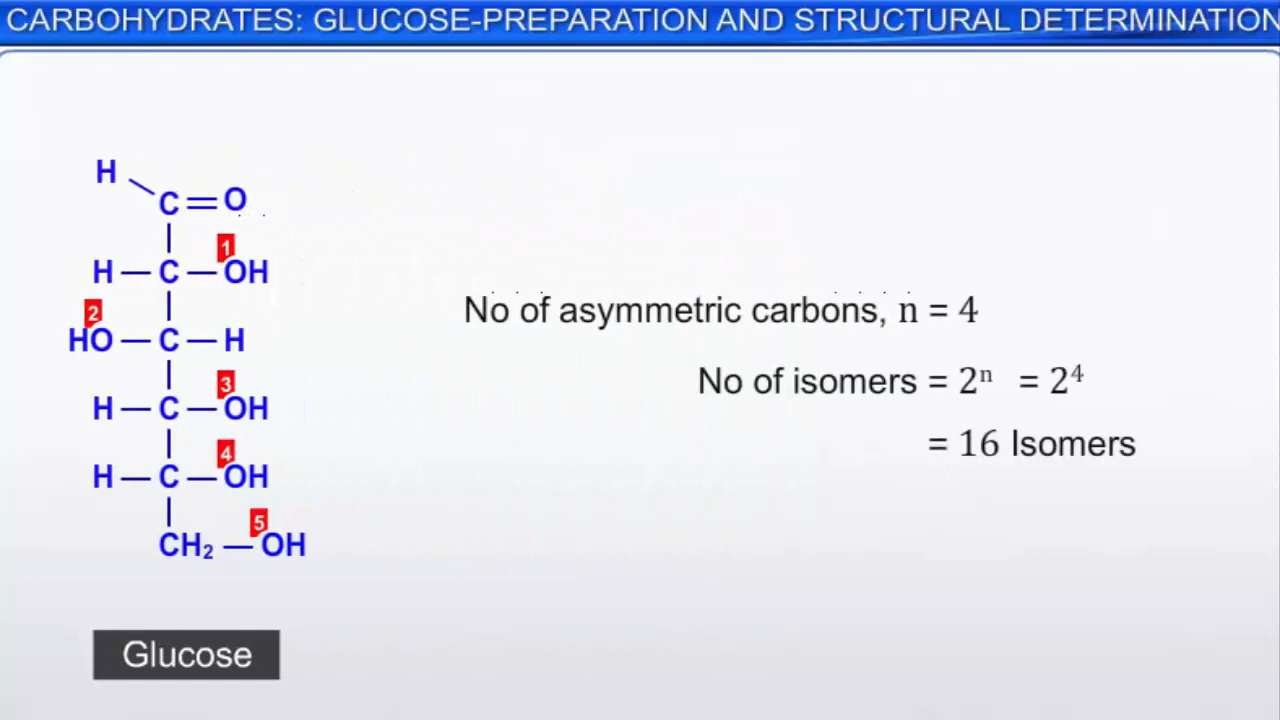 CARBOHYDRATES: GLUCOSE-PREPARATION AND STRUCTURAL DETERMINATION
H
C=O
1
H—C—OH
2
HO—C—H
3
H—C—OH
4
H—C—OH
5
CH₂—OH
No of asymmetric carbons, n = 4
No of isomers = 2ⁿ = 2⁴
= 16 Isomers
Glucose